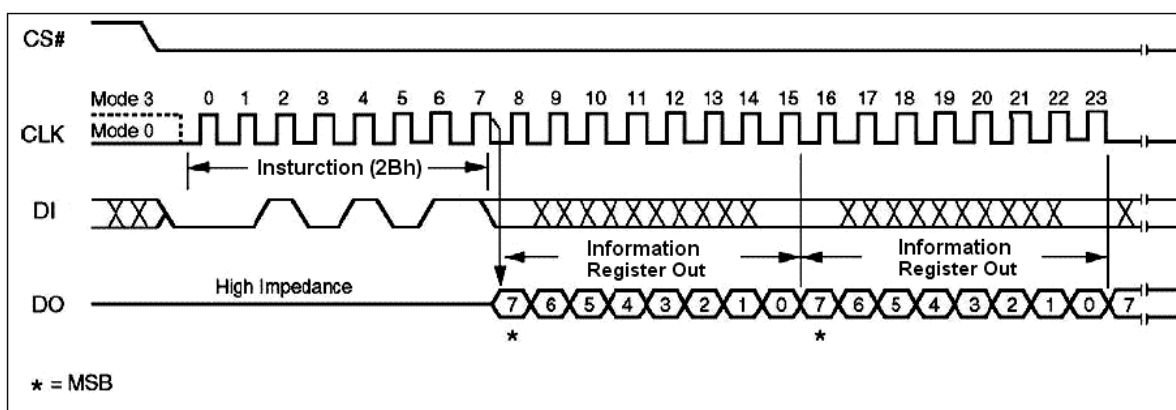 CS#
Mode 3 0 1 2 3 4 5 6 7 8 9 10 11 12 13 14 15 16 17 18 19 20 21 22 23
CLK Mode 0
Insturction (2Bh)
DI
Information Register Out
Information Register Out
High Impedance
DO 7 6 5 4 3 2 1 0 7 6 5 4 3 2 1 0 7
* *
* = MSB